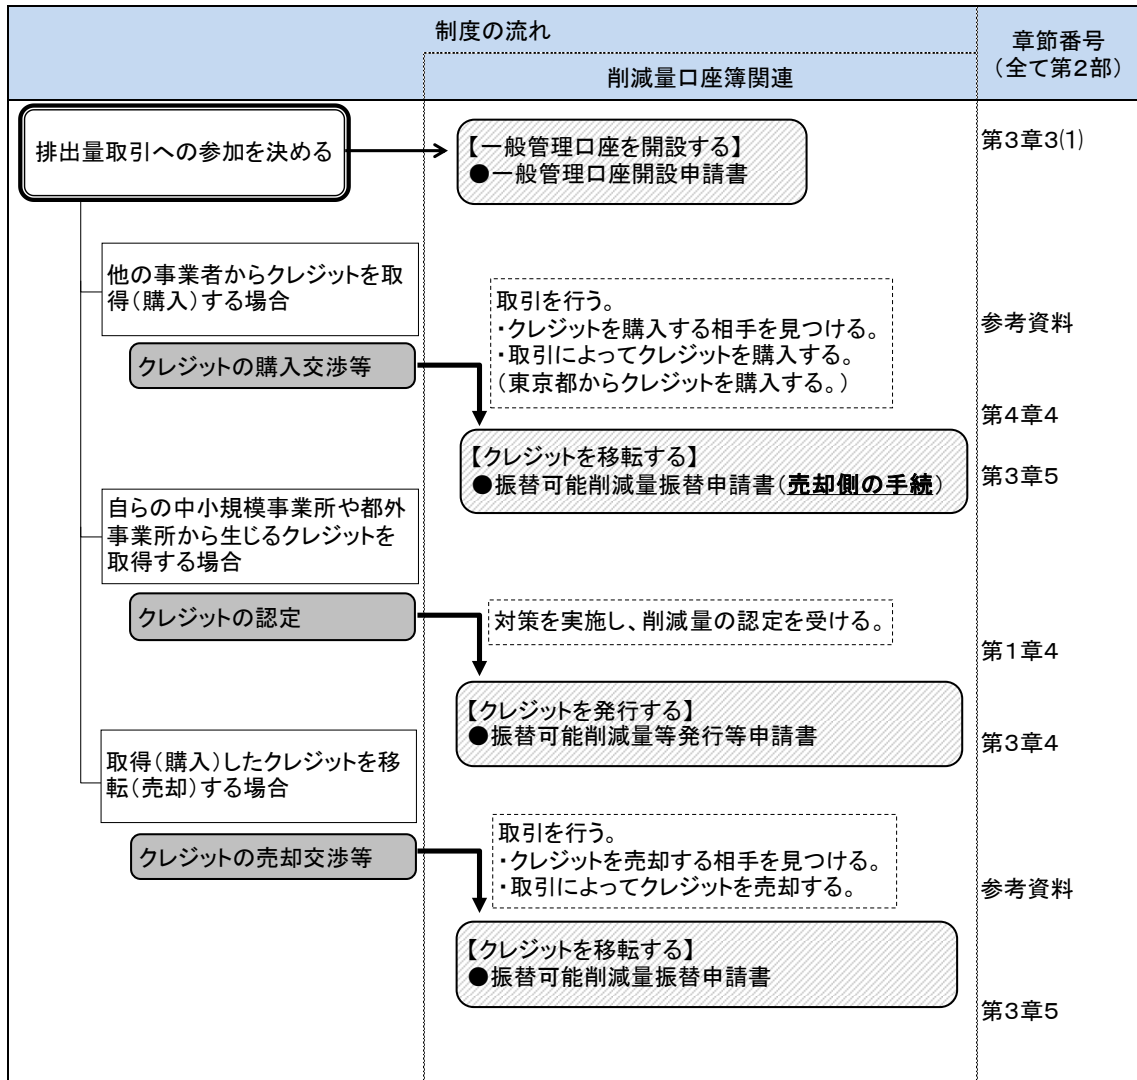 制度の流れ
削減量口座簿関連
章節番号
（全て第２部）
排出量取引への参加を決める
【一般管理口座を開設する】
●一般管理口座開設申請書
第３章３⑴
他の事業者からクレジットを取
得（購入）する場合
取引を行う。
・クレジットを購入する相手を見つける。
・取引によってクレジットを購入する。
（東京都からクレジットを購入する。）
参考資料
クレジットの購入交渉等
第４章４
【クレジットを移転する】
●振替可能削減量振替申請書（売却側の手続）
第３章５
自らの中小規模事業所や都外
事業所から生じるクレジットを
取得する場合
クレジットの認定
対策を実施し、削減量の認定を受ける。
第１章４
【クレジットを発行する】
●振替可能削減量等発行等申請書
第３章４
取得（購入）したクレジットを移
転（売却）する場合
クレジットの売却交渉等
取引を行う。
・クレジットを売却する相手を見つける。
・取引によってクレジットを売却する。
参考資料
【クレジットを移転する】
●振替可能削減量振替申請書
第３章５